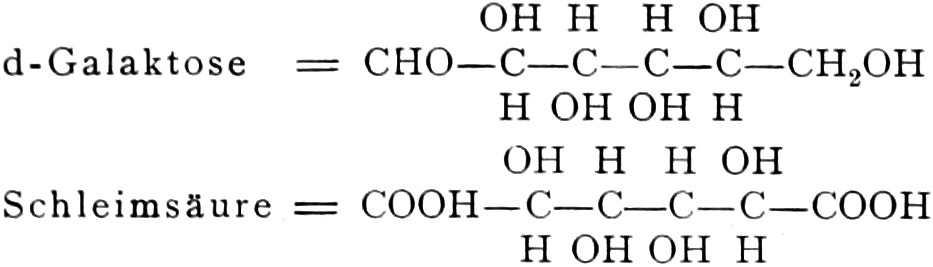 OH H H OH
d-Galaktose = CHO—C—C—C—C—CH₂OH
H OH OH H
OH H H OH
Schleimsäure = COOH—C—C—C—C—COOH
H OH OH H